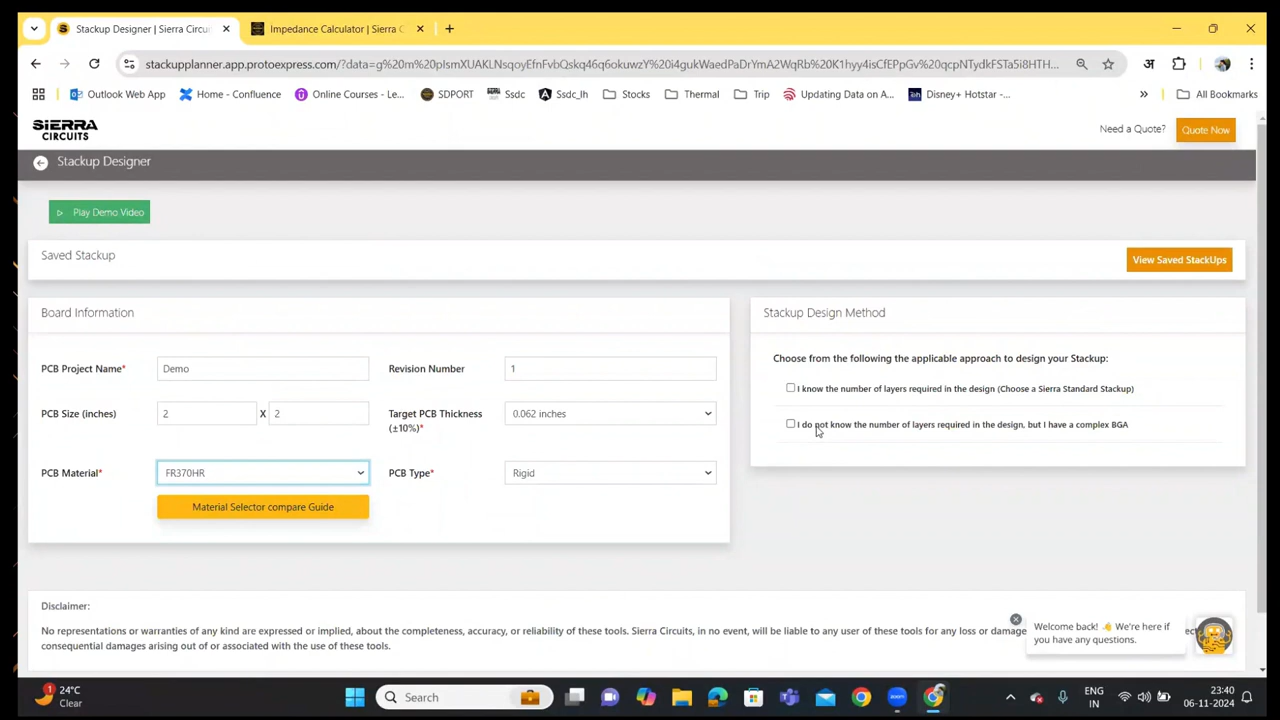 Stackup Designer | Sierra Circu
Impedance Calculator | Sierra C
stackupplanner.app.protoexpress.com/?data=g%20m%20pIsmXUAKLNsqoyEfnFvbQskq46q6okuwzY%20i4gukWaedPaDrYmA2WqRb%20K1hyy4isCfEPpGv%20qcpNTydkFSTa5i8HTH...
अ
Outlook Web App
Home - Confluence
Online Courses - Le...
SDPORT
Ssdc
Ssdc_lh
Stocks
Thermal
Trip
Updating Data on A...
Disney+ Hotstar -...
All Bookmarks
SIERRA
CIRCUITS
Need a Quote?
Quote Now
Stackup Designer
Play Demo Video
Saved Stackup
View Saved StackUps
Board Information
PCB Project Name*
Demo
Revision Number
1
PCB Size (inches)
2
X
2
Target PCB Thickness
(±10%)*
0.062 inches
PCB Material*
FR370HR
PCB Type*
Rigid
Material Selector compare Guide
Stackup Design Method
Choose from the following the applicable approach to design your Stackup:
I know the number of layers required in the design (Choose a Sierra Standard Stackup)
I do not know the number of layers required in the design, but I have a complex BGA
Disclaimer:
No representations or warranties of any kind are expressed or implied, about the completeness, accuracy, or reliability of these tools. Sierra Circuits, in no event, will be liable to any user of these tools for any loss or damage
consequential damages arising out of or associated with the use of these tools.
Welcome back! 👋 We're here if
you have any questions.
1
24°C
Clear
Search
ENG
IN
23:40
06-11-2024